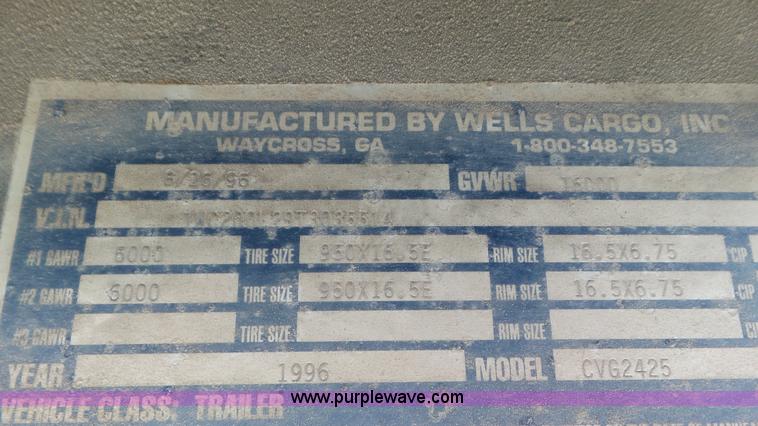 MANUFACTURED BY WELLS CARGO, INC
WAYCROSS, GA 1-800-348-7553
MFR'D 6/26/96 GVWR
V.I.N.
#1 GAWR 6000 TIRE SIZE 950X16.5E RIM SIZE 16.5X6.75 CIP
#2 GAWR 6000 TIRE SIZE 950X16.5E RIM SIZE 16.5X6.75 CIP
#3 GAWR TIRE SIZE RIM SIZE
YEAR 1996 MODEL CVG2425
VEHICLE CLASS: TRAILER
www.purplewave.com